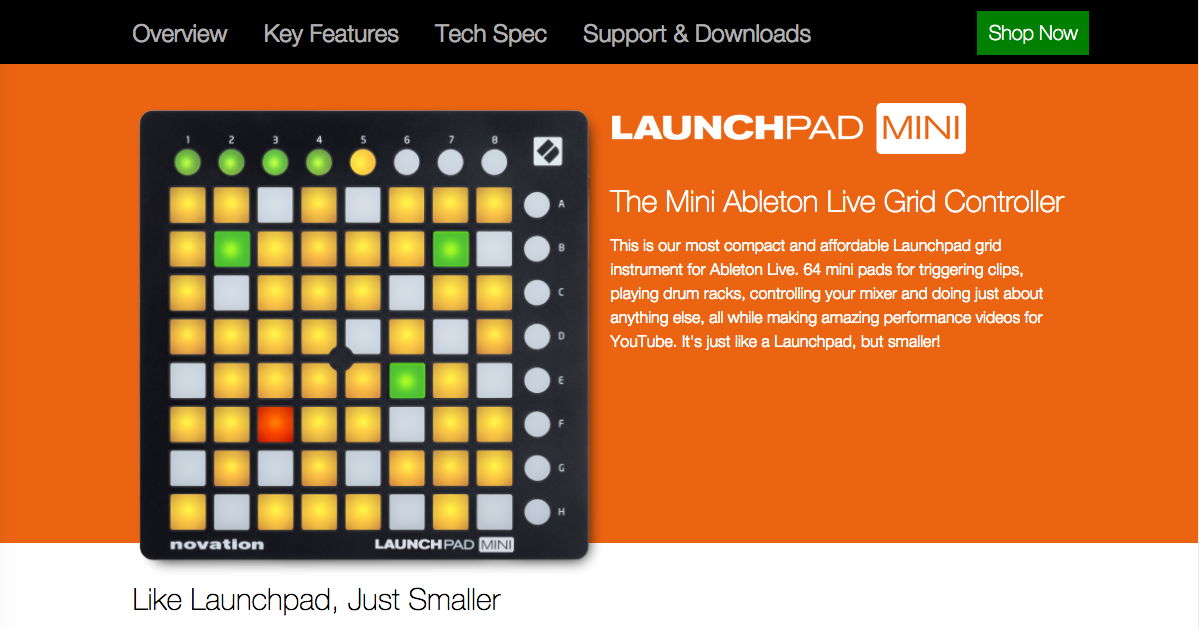 Overview Key Features Tech Spec Support & Downloads Shop Now
LAUNCHPAD MINI
The Mini Ableton Live Grid Controller
This is our most compact and affordable Launchpad grid
instrument for Ableton Live. 64 mini pads for triggering clips,
playing drum racks, controlling your mixer and doing just about
anything else, all while making amazing performance videos for
YouTube. It's just like a Launchpad, but smaller!
1 2 3 4 5 6 7 8
A
B
C
D
E
F
G
H
novation LAUNCHPAD MINI
Like Launchpad, Just Smaller